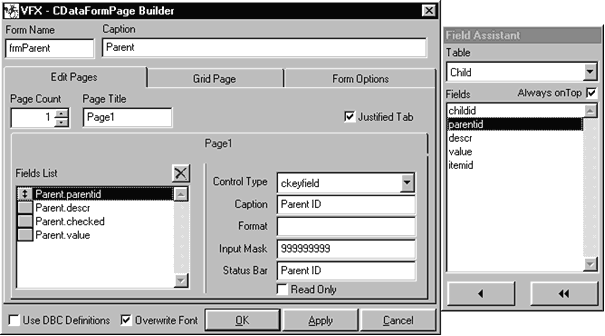 VFX - CDataFormPage Builder
Form Name
Caption
frmParent
Parent
Edit Pages
Grid Page
Form Options
Page Count
Page Title
1
Page1
Justified Tab
Page1
Fields List
Parent.parentid
Parent.descr
Parent.checked
Parent.value
Control Type
ckeyfield
Caption
Parent ID
Format
Input Mask
999999999
Status Bar
Parent ID
Read Only
Use DBC Definitions
Overwrite Font
OK
Apply
Cancel
Field Assistant
Table
Child
Fields
Always onTop
childid
parentid
descr
value
itemid